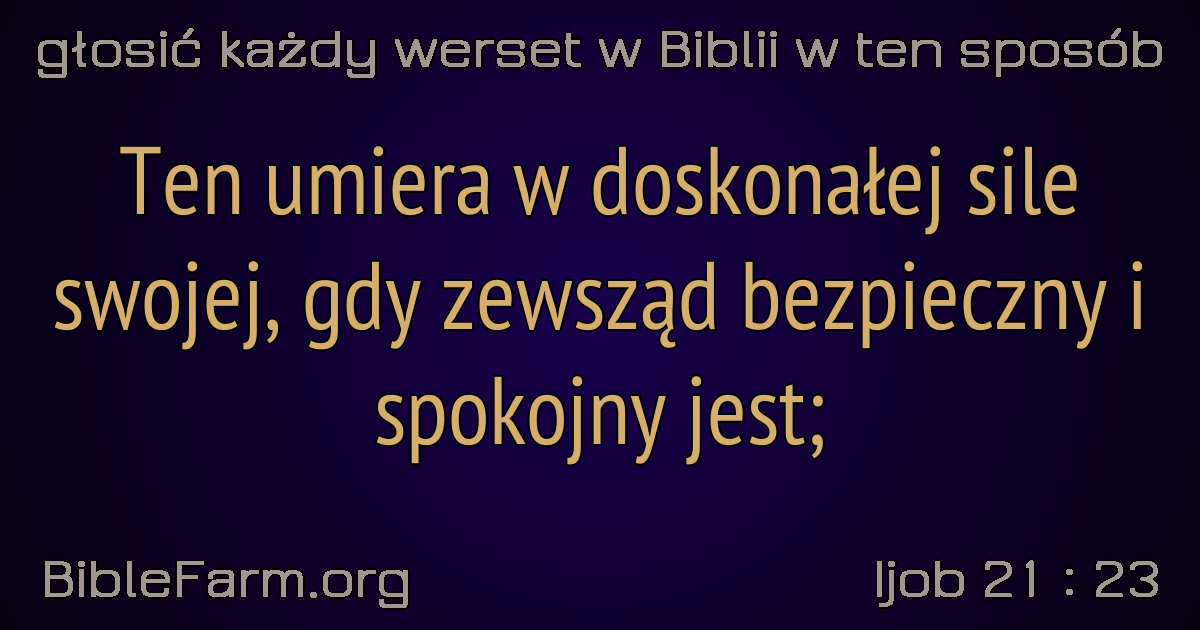 głosić każdy werset w Biblii w ten sposób
Ten umiera w doskonałej sile
swojej, gdy zewsząd bezpieczny i
spokojny jest;
BibleFarm.org
Ijob 21 : 23